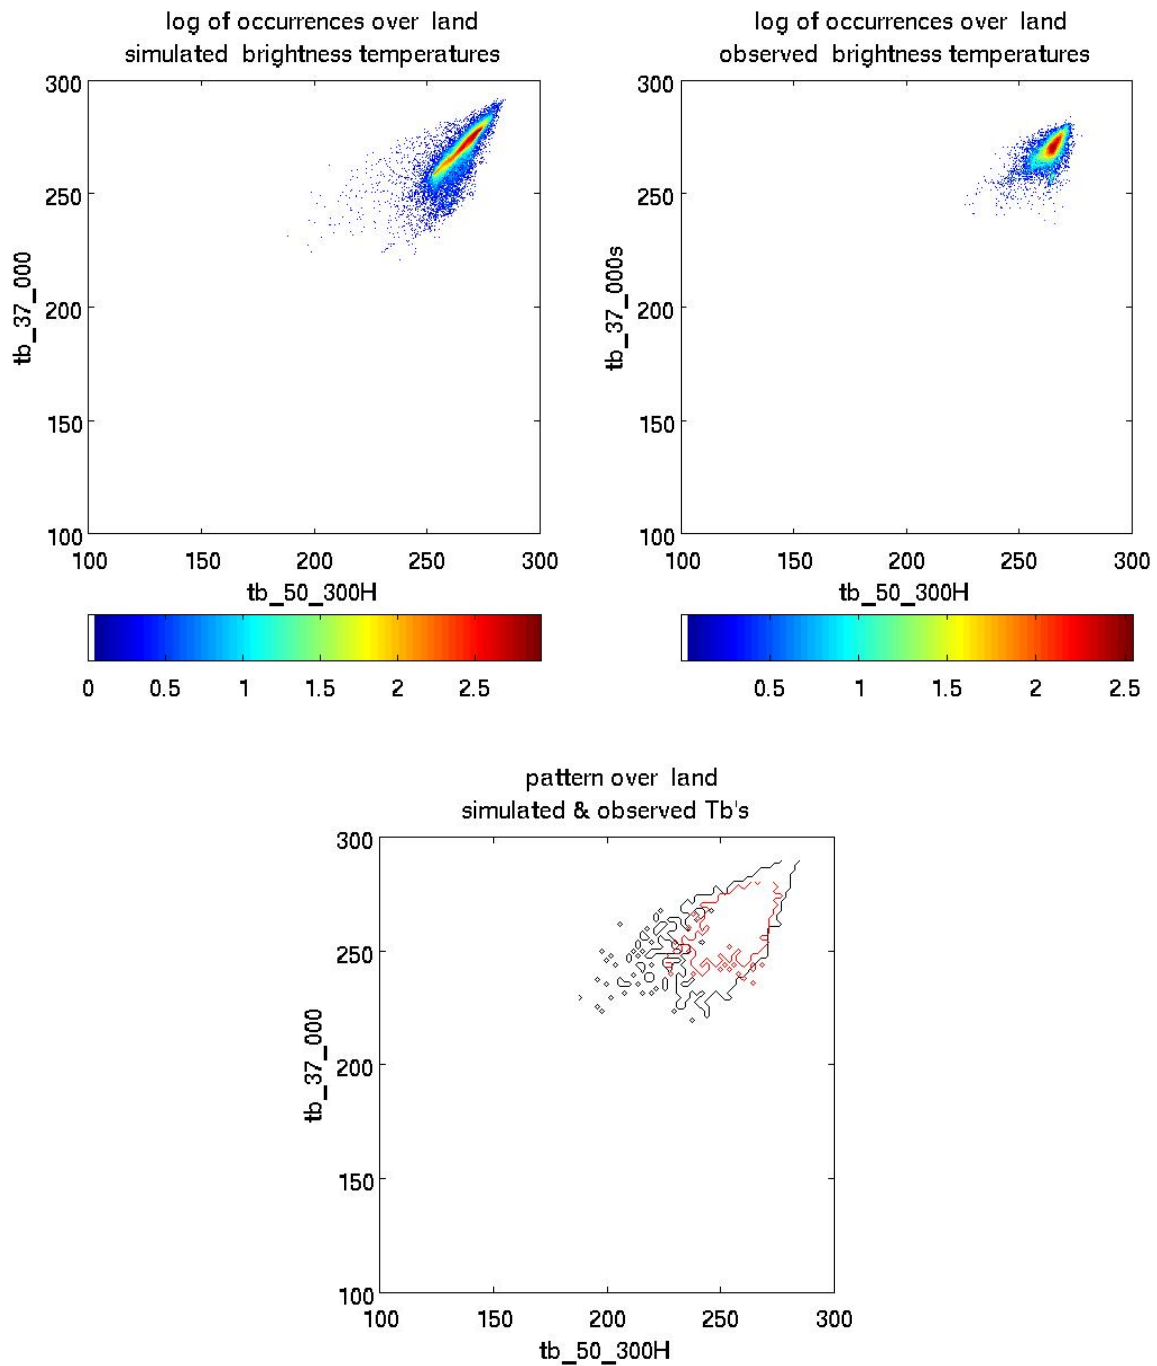 log of occurrences over land
simulated brightness temperatures
300
250
200
150
100
tb_37_000
100 150 200 250 300
tb_50_300H
0 0.5 1 1.5 2 2.5
log of occurrences over land
observed brightness temperatures
300
250
200
150
100
tb_37_000s
100 150 200 250 300
tb_50_300H
0.5 1 1.5 2 2.5
pattern over land
simulated & observed Tb's
300
250
200
150
100
tb_37_000
100 150 200 250 300
tb_50_300H